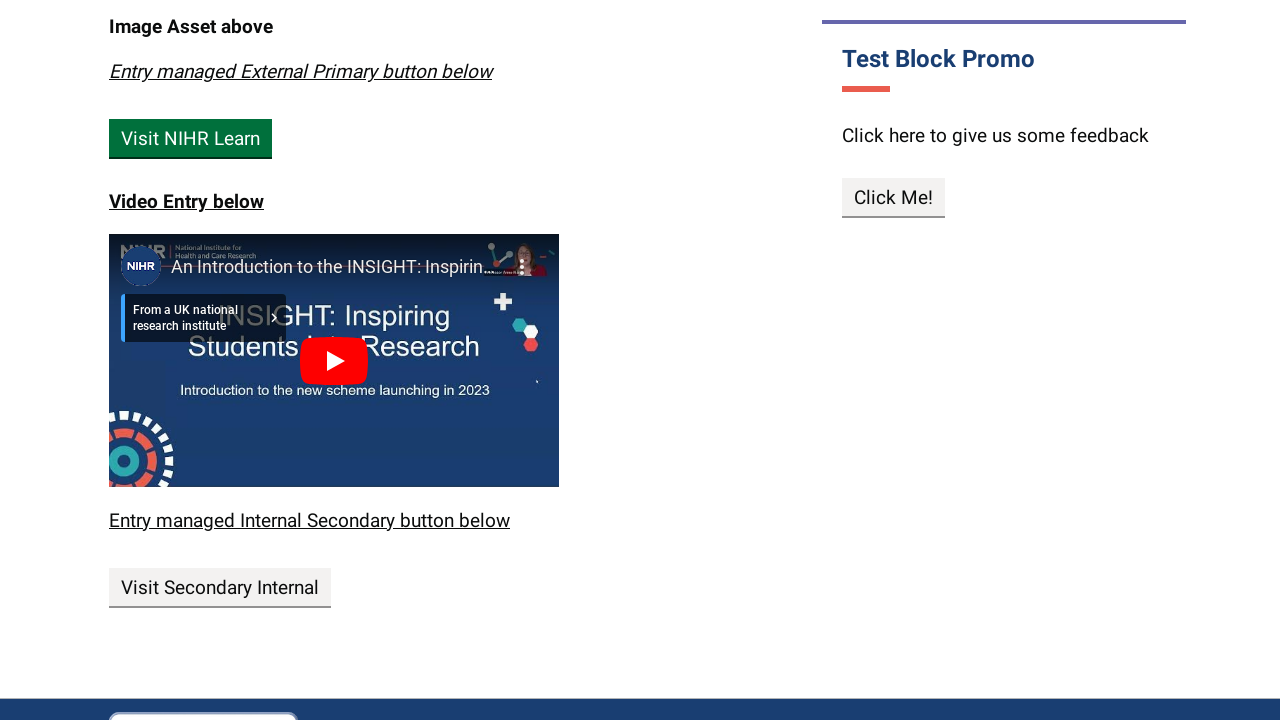 Image Asset above
Entry managed External Primary button below
Visit NIHR Learn
Video Entry below
NIHR | National Institute for
Health and Care Research
NIHR
An Introduction to the INSIGHT: Inspirin...
From a UK national
research institute
INSIGHT: Inspiring
Students into Research
Introduction to the new scheme launching in 2023
Entry managed Internal Secondary button below
Visit Secondary Internal
Test Block Promo
Click here to give us some feedback
Click Me!